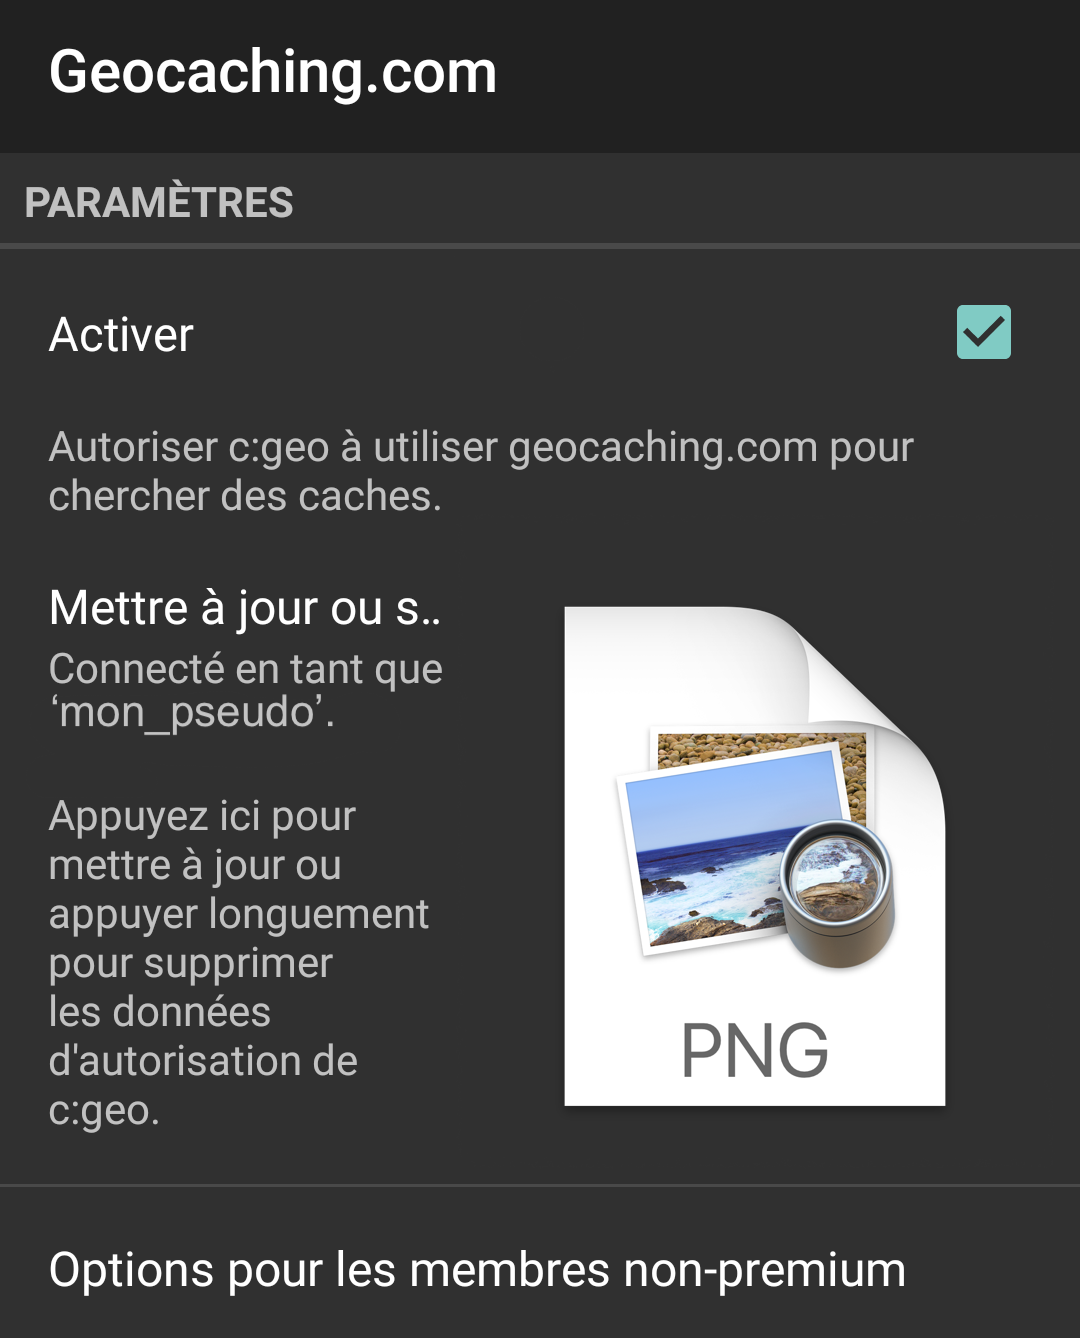 Geocaching.com
PARAMÈTRES
Activer
Autoriser c:geo à utiliser geocaching.com pour
chercher des caches.
Mettre à jour ou s..
Connecté en tant que
‘mon_pseudo’.
Appuyez ici pour
mettre à jour ou
appuyer longuement
pour supprimer
les données
d'autorisation de
c:geo.
PNG
Options pour les membres non-premium